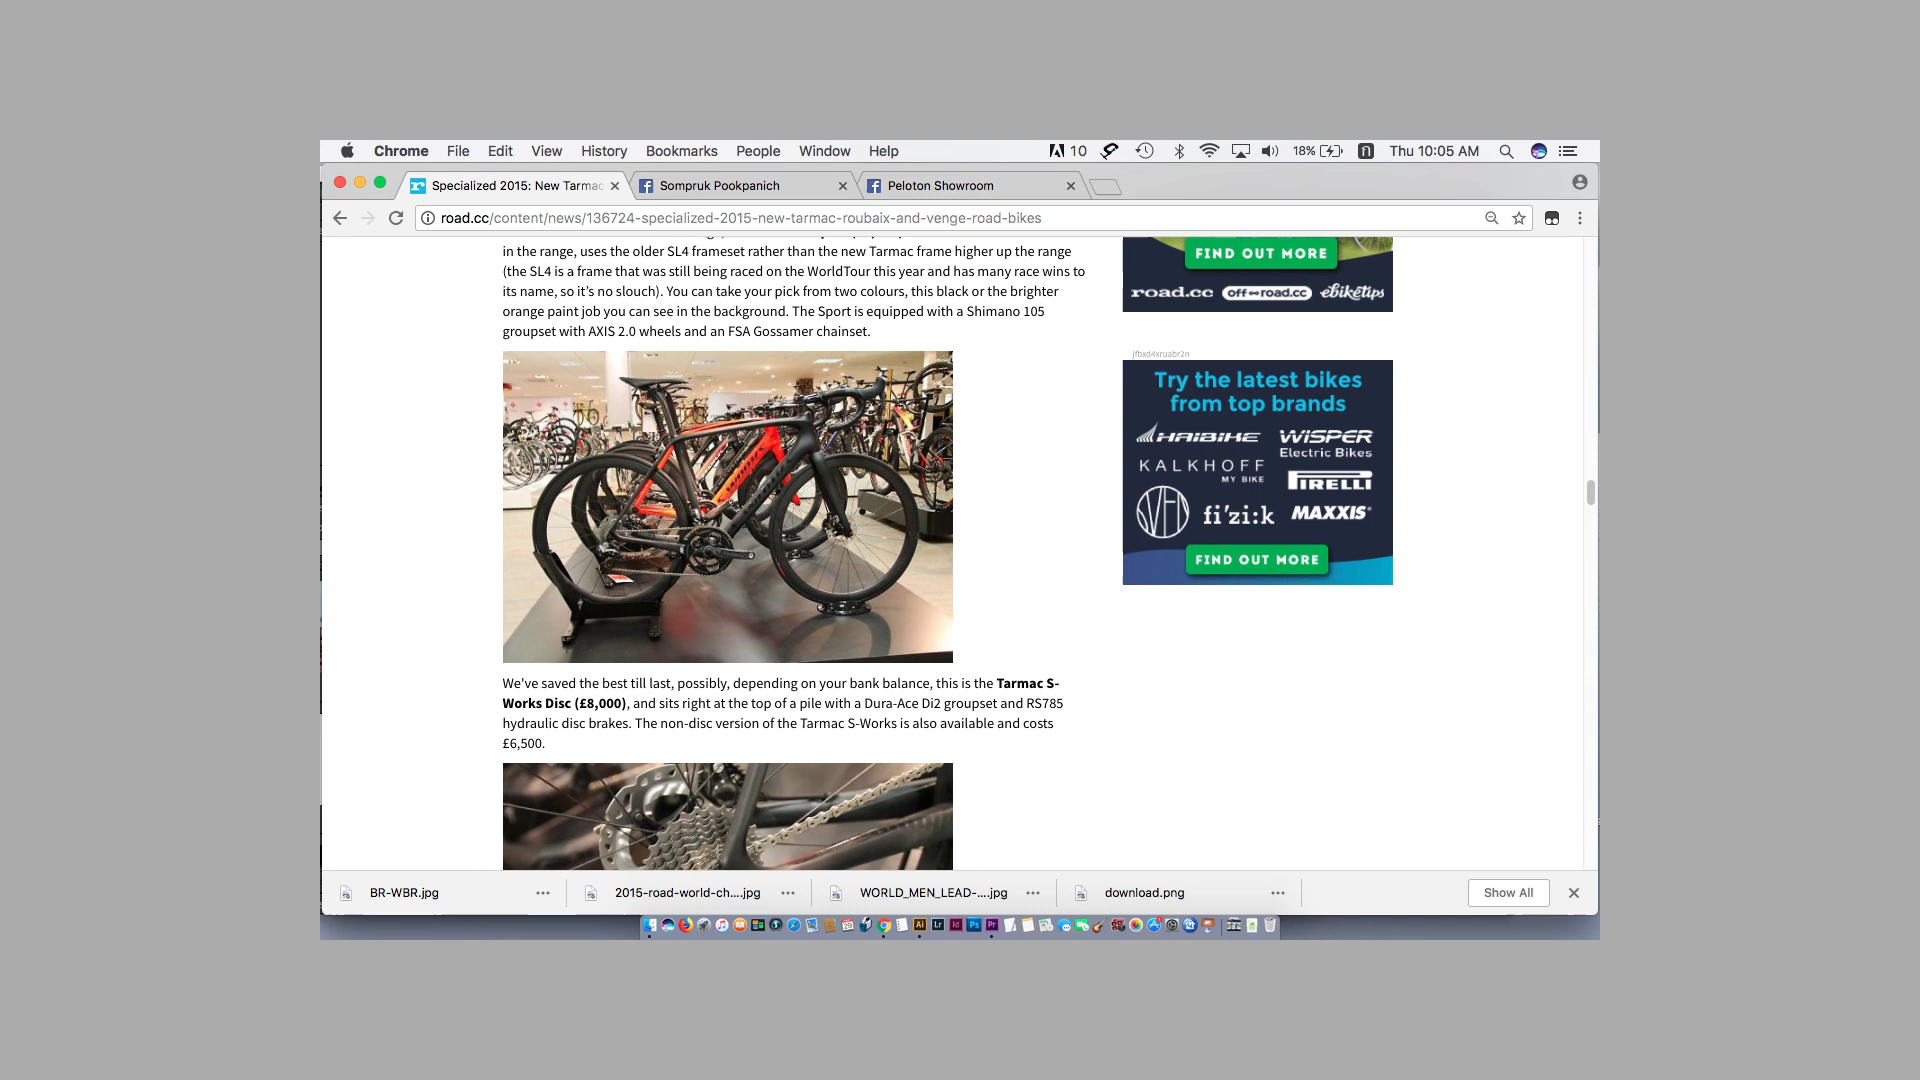 Chrome File Edit View History Bookmarks People Window Help 10 18% Thu 10:05 AM
Specialized 2015: New Tarmac Sompruk Pookpanich Peloton Showroom
road.cc/content/news/136724-specialized-2015-new-tarmac-roubaix-and-venge-road-bikes
in the range, uses the older SL4 frameset rather than the new Tarmac frame higher up the range
(the SL4 is a frame that was still being raced on the WorldTour this year and has many race wins to
its name, so it's no slouch). You can take your pick from two colours, this black or the brighter
orange paint job you can see in the background. The Sport is equipped with a Shimano 105
groupset with AXIS 2.0 wheels and an FSA Gossamer chainset.
We've saved the best till last, possibly, depending on your bank balance, this is the Tarmac S-
Works Disc (£8,000), and sits right at the top of a pile with a Dura-Ace Di2 groupset and RS785
hydraulic disc brakes. The non-disc version of the Tarmac S-Works is also available and costs
£6,500.
FIND OUT MORE
road.cc off-road.cc ebiketips
jfbxd4xruabr2n
Try the latest bikes
from top brands
HAIBIKE WISPER
Electric Bikes
KALKHOFF
MY BIKE
PIRELLI
fi'zi:k MAXXIS
FIND OUT MORE
BR-WBR.jpg 2015-road-world-ch....jpg WORLD_MEN_LEAD-....jpg download.png Show All
Ai Lr Id Ps Pr